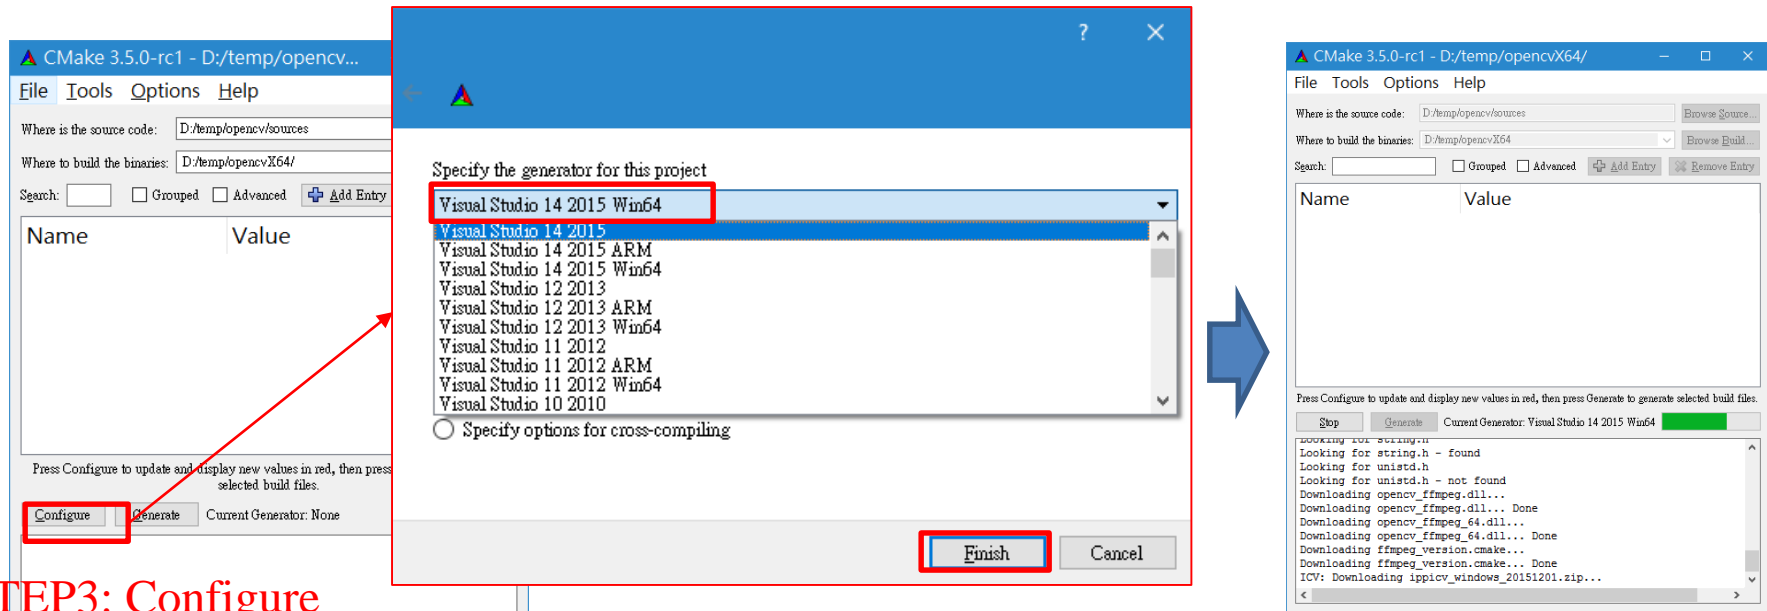 CMake 3.5.0-rc1 - D:/temp/opencv...
File Tools Options Help
Where is the source code: D:/temp/opencv/sources
Where to build the binaries: D:/temp/opencvX64/
Search: Grouped Advanced Add Entry
Name Value
Press Configure to update and display new values in red, then press
selected build files.
Configure Generate Current Generator: None
TEP3: Configure
?
Specify the generator for this project
Visual Studio 14 2015 Win64
Visual Studio 14 2015
Visual Studio 14 2015 ARM
Visual Studio 14 2015 Win64
Visual Studio 12 2013
Visual Studio 12 2013 ARM
Visual Studio 12 2013 Win64
Visual Studio 11 2012
Visual Studio 11 2012 ARM
Visual Studio 11 2012 Win64
Visual Studio 10 2010
Specify options for cross-compiling
Finish Cancel
CMake 3.5.0-rc1 - D:/temp/opencvX64/
File Tools Options Help
Where is the source code: D:/temp/opencv/sources Browse Source...
Where to build the binaries: D:/temp/opencvX64 Browse Build...
Search: Grouped Advanced Add Entry Remove Entry
Name Value
Press Configure to update and display new values in red, then press Generate to generate selected build files.
Stop Generate Current Generator: Visual Studio 14 2015 Win64
Looking for string.h
Looking for string.h - found
Looking for unistd.h
Looking for unistd.h - not found
Downloading opencv_ffmpeg.dll...
Downloading opencv_ffmpeg.dll... Done
Downloading opencv_ffmpeg_64.dll...
Downloading opencv_ffmpeg_64.dll... Done
Downloading ffmpeg_version.cmake...
Downloading ffmpeg_version.cmake... Done
ICV: Downloading ippicv_windows_20151201.zip...